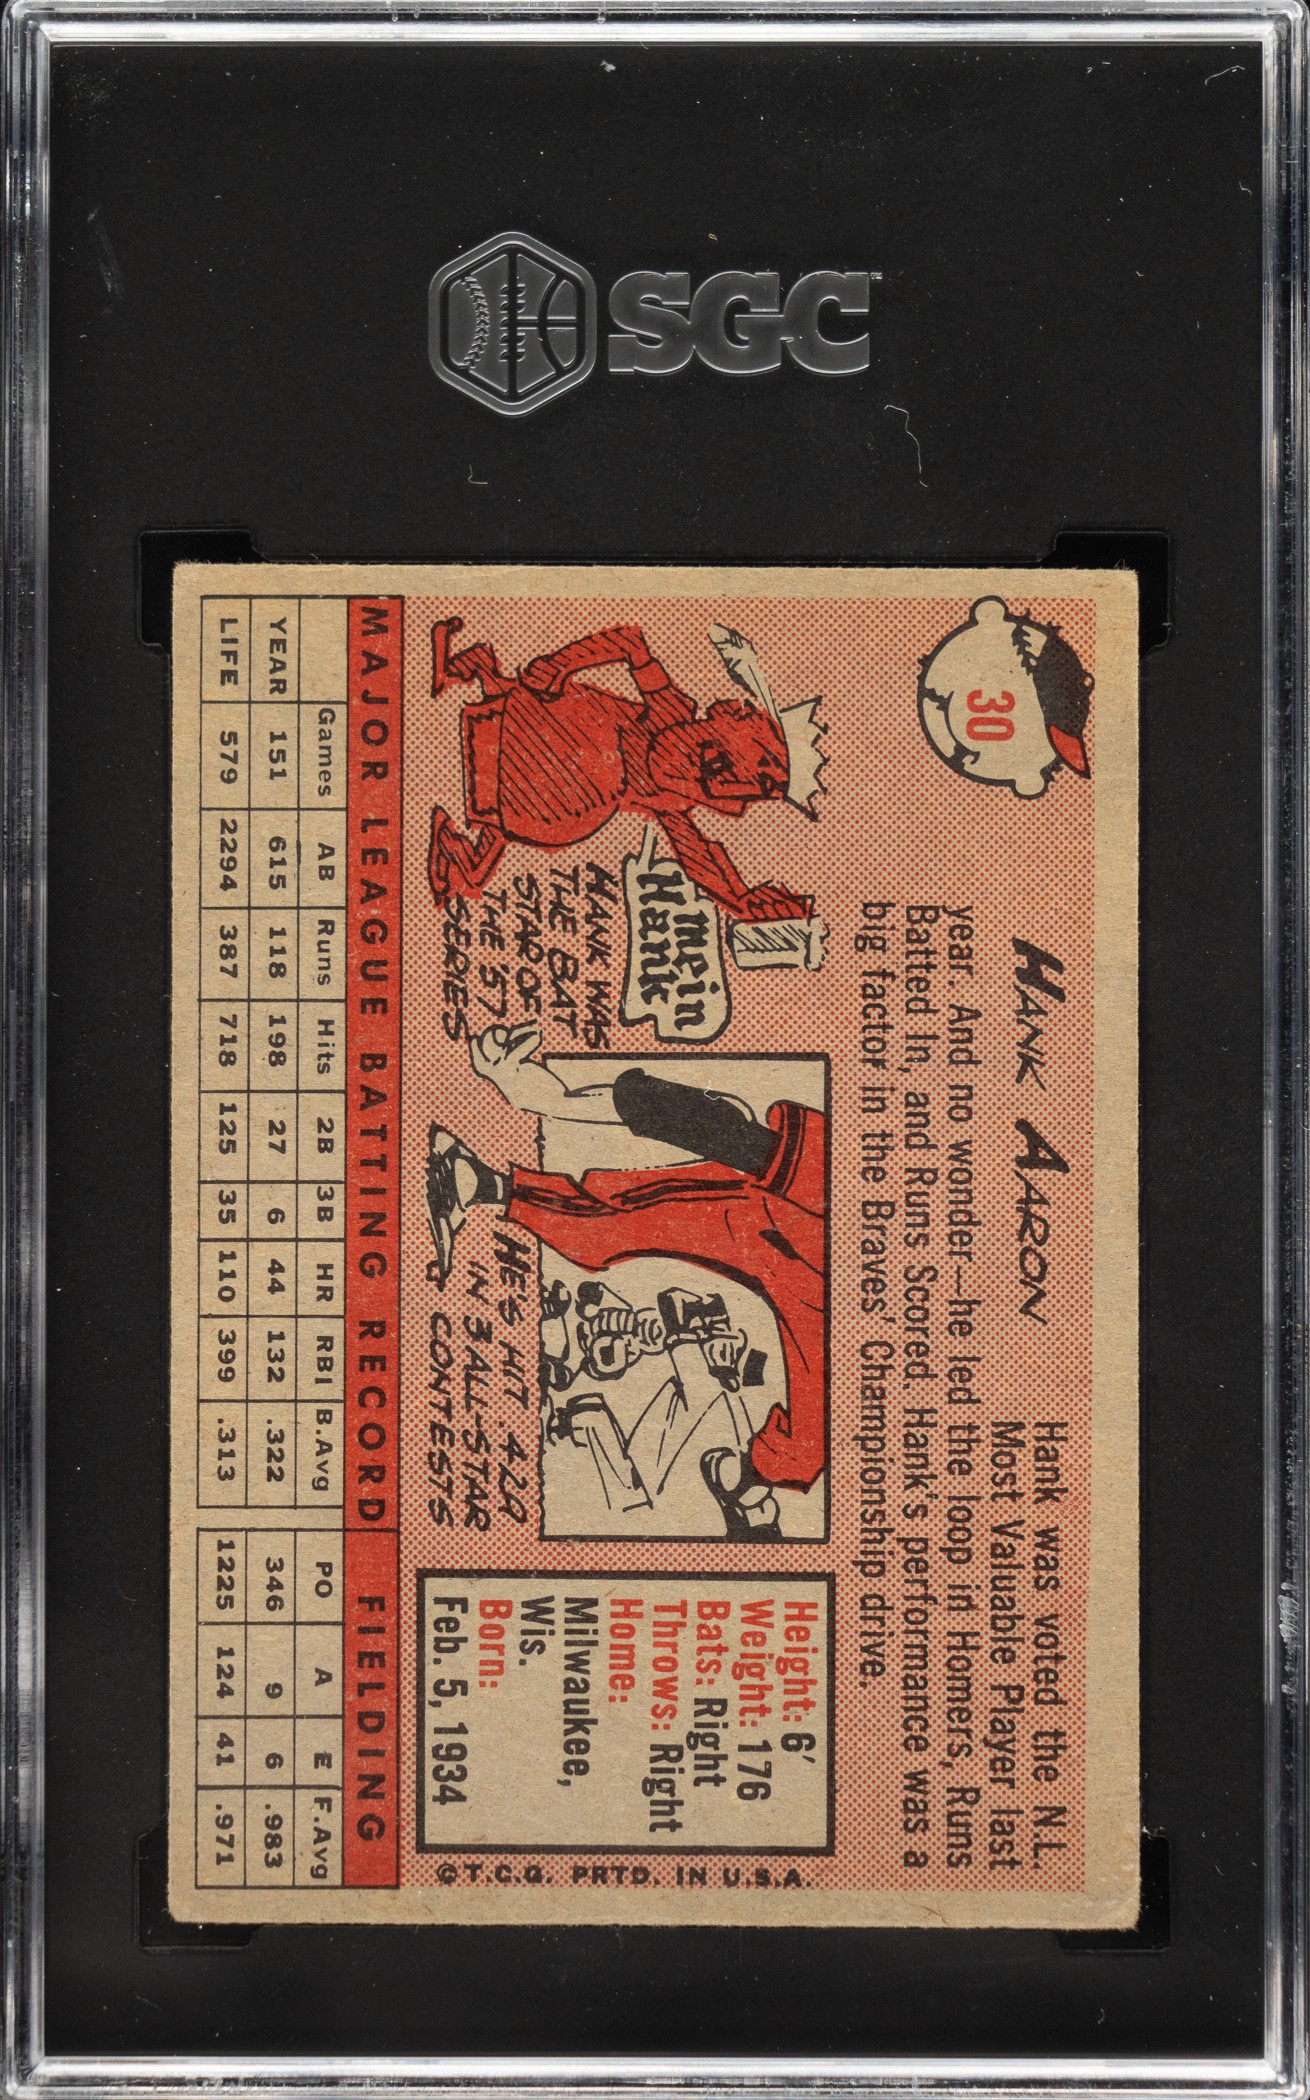 SGC
™
30
HANK AARON
Hank was voted the N.L.
Most Valuable Player last
year. And no wonder—he led the loop in Homers, Runs
Batted In, and Runs Scored. Hank's performance was a
big factor in the Braves' Championship drive.
mein
Hank
HANK WAS
THE BAT
STAR OF
THE '57
SERIES
HE'S HIT .429
IN 3 ALL-STAR
CONTESTS
Height: 6'
Weight: 176
Bats: Right
Throws: Right
Home:
Milwaukee,
Wis.
Born:
Feb. 5, 1934
© T.C.G. PRTD. IN U.S.A.
MAJOR LEAGUE BATTING RECORD FIELDING
Games AB Runs Hits 2B 3B HR RBI B.Avg PO A E F.Avg
YEAR 151 615 118 198 27 6 44 132 .322 346 9 6 .983
LIFE 579 2294 387 718 125 35 110 399 .313 1225 124 41 .971